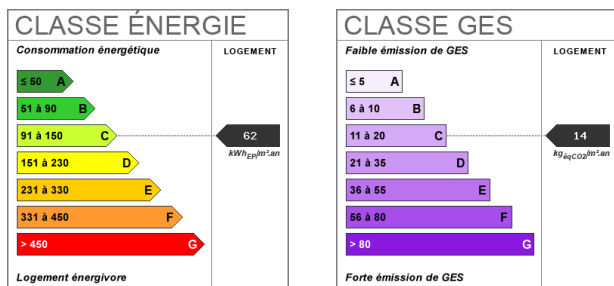 CLASSE ÉNERGIE
Consommation énergétique
LOGEMENT
≤ 50 A
51 à 90 B
91 à 150 C
62
kWhEP/m².an
151 à 230 D
231 à 330 E
331 à 450 F
> 450 G
Logement énergivore
CLASSE GES
Faible émission de GES
LOGEMENT
≤ 5 A
6 à 10 B
11 à 20 C
14
kgéqCO2/m².an
21 à 35 D
36 à 55 E
56 à 80 F
> 80 G
Forte émission de GES